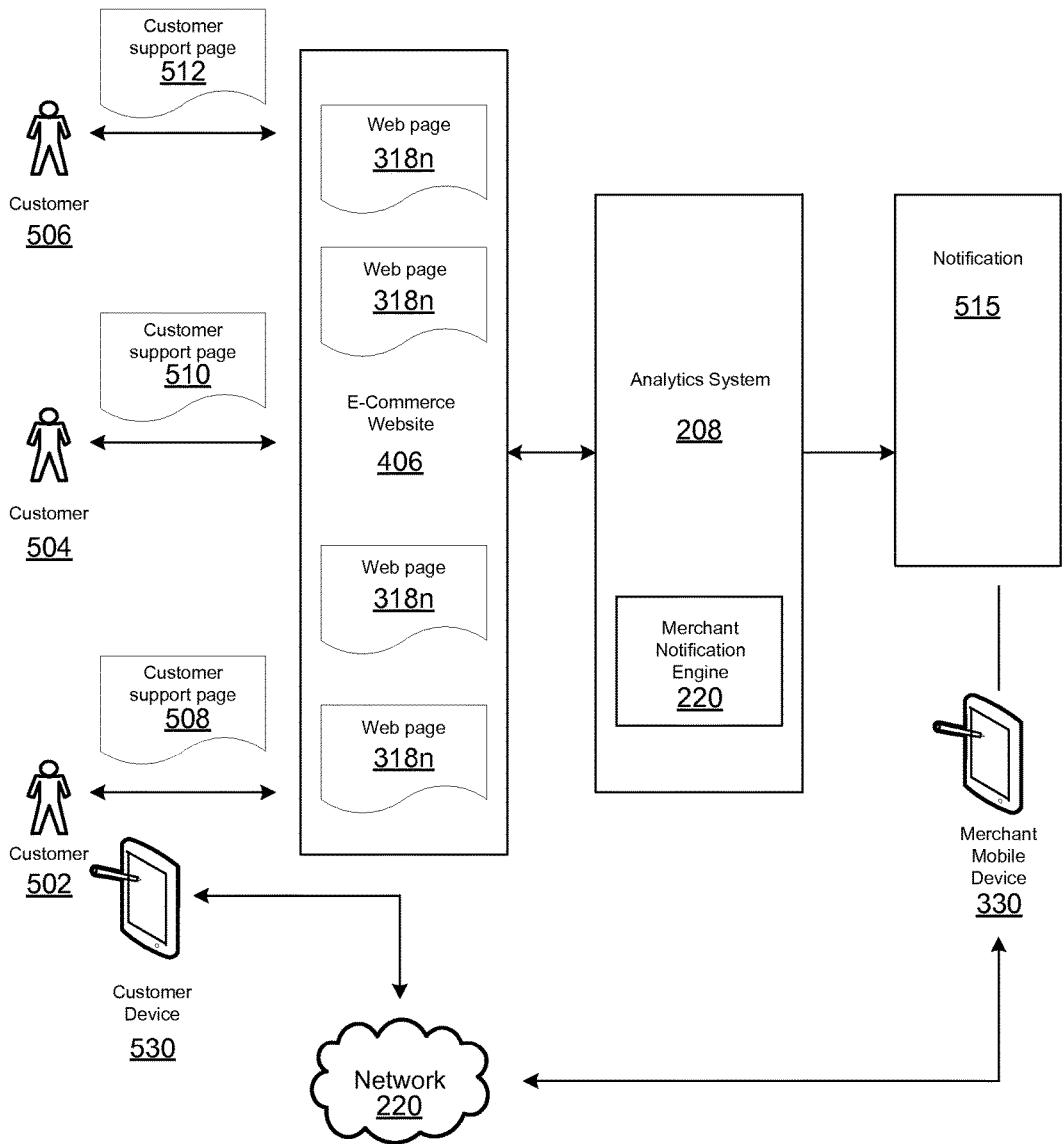 Customer
support page
512
Customer
506
Customer
support page
510
Customer
504
Customer
support page
508
Customer
502
Customer
Device
530
Web page
318n
Web page
318n
E-Commerce
Website
406
Web page
318n
Web page
318n
Analytics System
208
Merchant
Notification
Engine
220
Notification
515
Merchant
Mobile
Device
330
Network
220